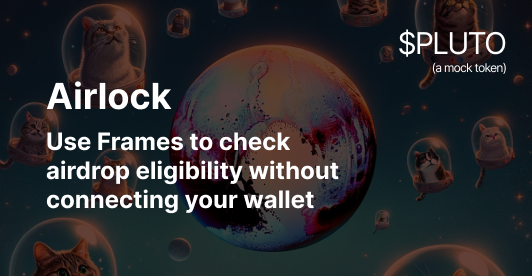 $PLUTO
(a mock token)
Airlock
Use Frames to check
airdrop eligibility without
connecting your wallet